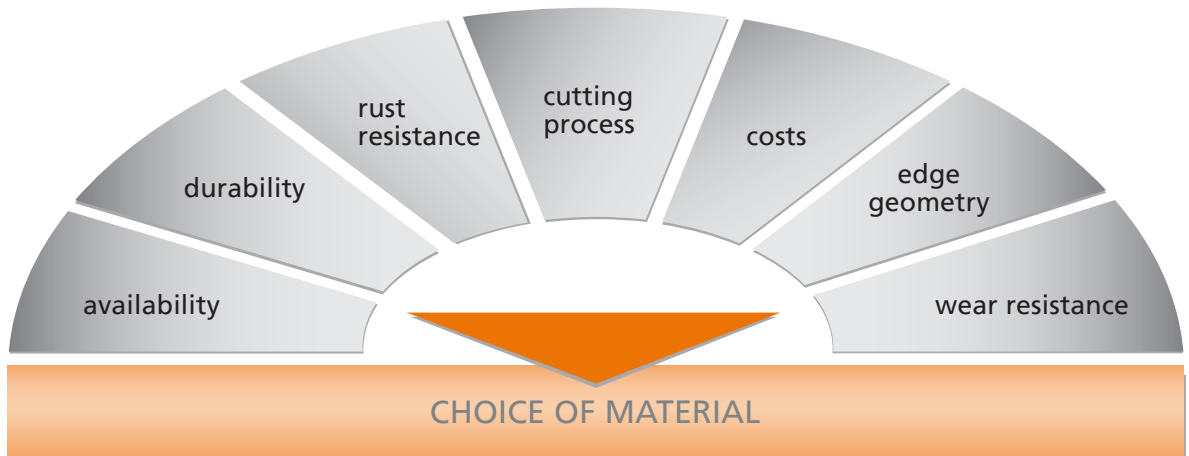 availability
durability
rust
resistance
cutting
process
costs
edge
geometry
wear resistance
CHOICE OF MATERIAL